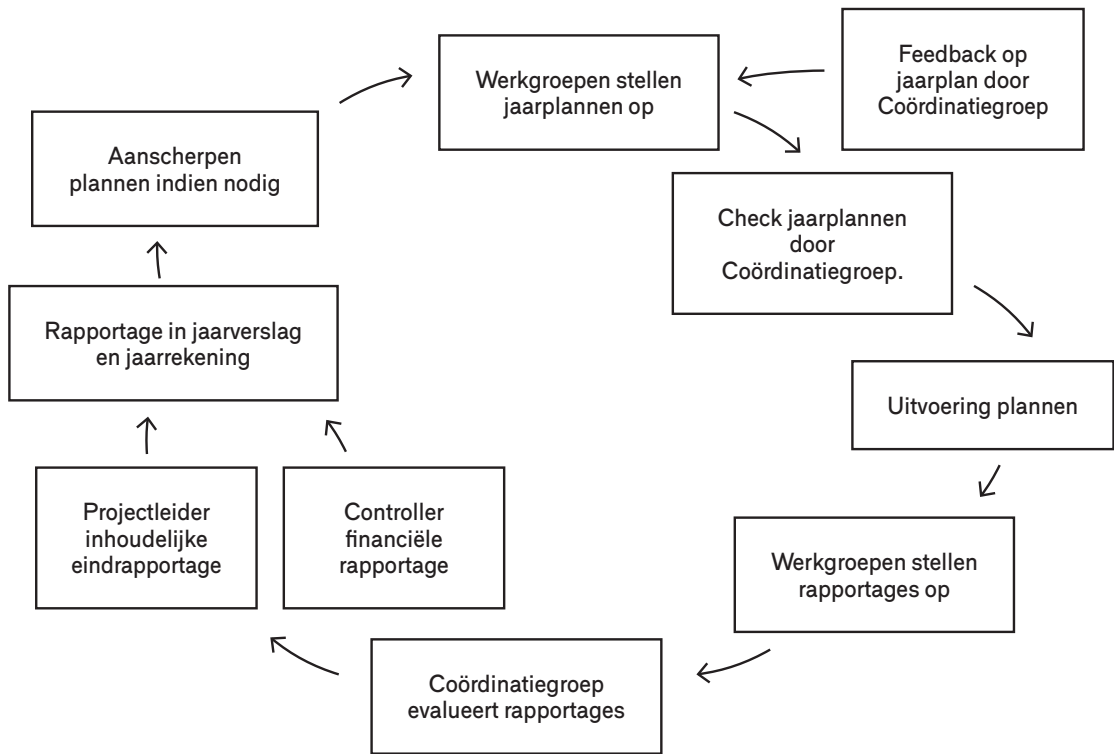 Werkgroepen stellen
jaarplannen op
Feedback op
jaarplan door
Coördinatiegroep
Aanscherpen
plannen indien nodig
Check jaarplannen
door
Coördinatiegroep.
Rapportage in jaarverslag
en jaarrekening
Uitvoering plannen
Projectleider
inhoudelijke
eindrapportage
Controller
financiële
rapportage
Werkgroepen stellen
rapportages op
Coördinatiegroep
evalueert rapportages